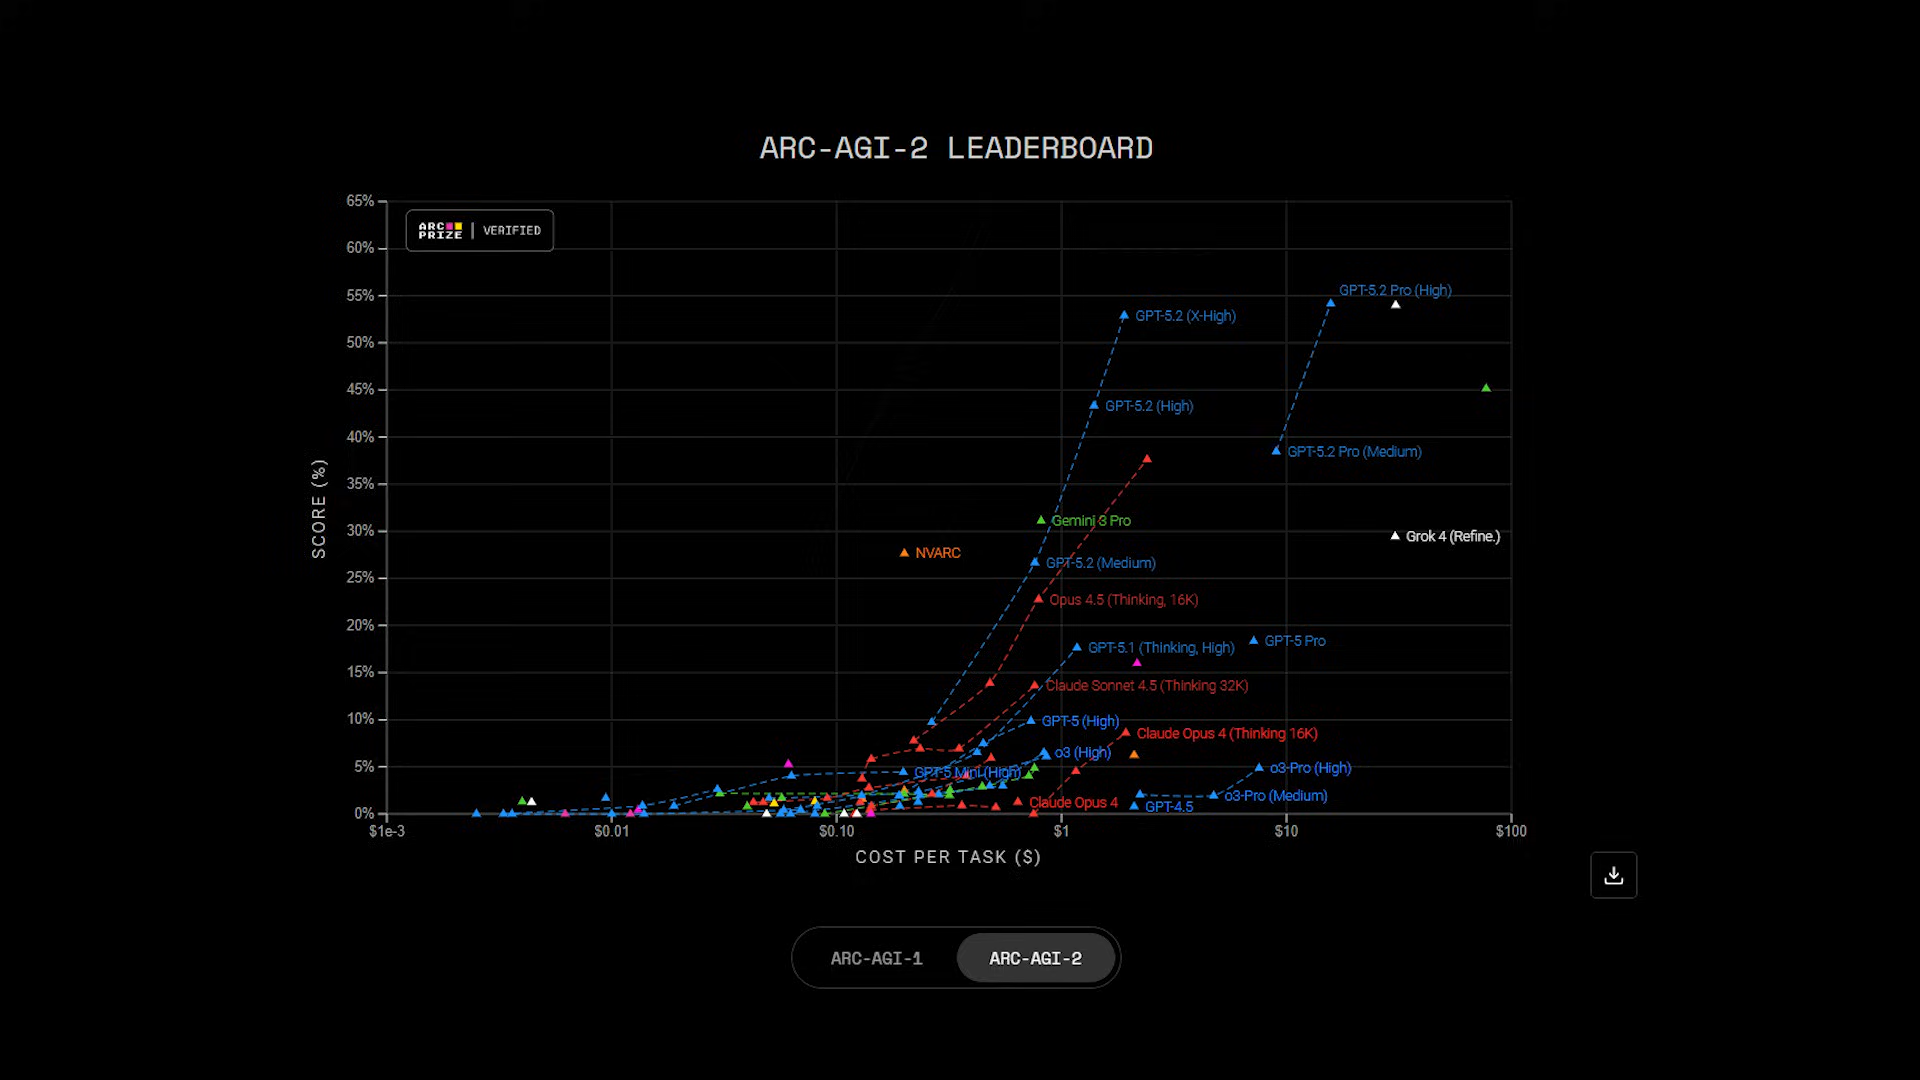 ARC-AGI-2 LEADERBOARD
65%
ARC PRIZE | VERIFIED
60%
55%
GPT-5.2 Pro (High)
GPT-5.2 (X-High)
50%
45%
GPT-5.2 (High)
40%
GPT-5.2 Pro (Medium)
35%
SCORE (%)
Gemini 3 Pro
30%
Grok 4 (Refine.)
NVARC
GPT-5.2 (Medium)
25%
Opus 4.5 (Thinking, 16K)
20%
GPT-5 Pro
GPT-5.1 (Thinking, High)
15%
Claude Sonnet 4.5 (Thinking 32K)
10%
GPT-5 (High)
Claude Opus 4 (Thinking 16K)
o3 (High)
5%
GPT-5 Mini (High)
o3-Pro (High)
o3-Pro (Medium)
Claude Opus 4
GPT-4.5
0%
$1e-3
$0.01
$0.10
$1
$10
$100
COST PER TASK ($)
ARC-AGI-1
ARC-AGI-2